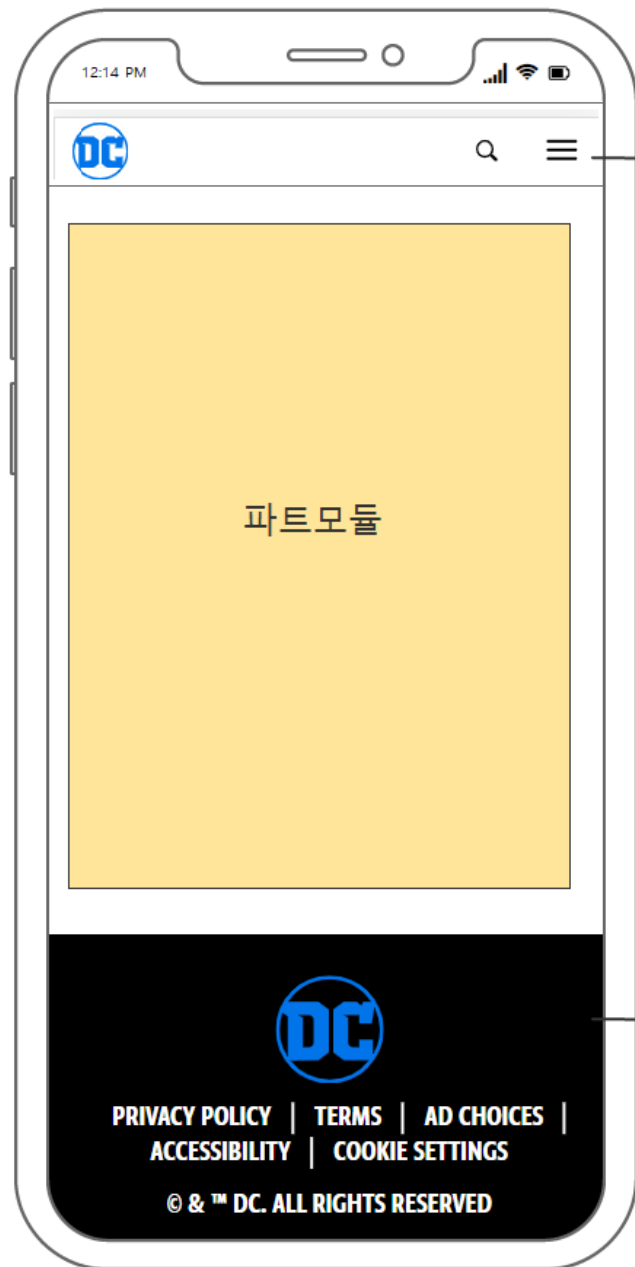 12:14 PM
DC
파트모듈
DC
PRIVACY POLICY | TERMS | AD CHOICES |
ACCESSIBILITY | COOKIE SETTINGS
© & ™ DC. ALL RIGHTS RESERVED